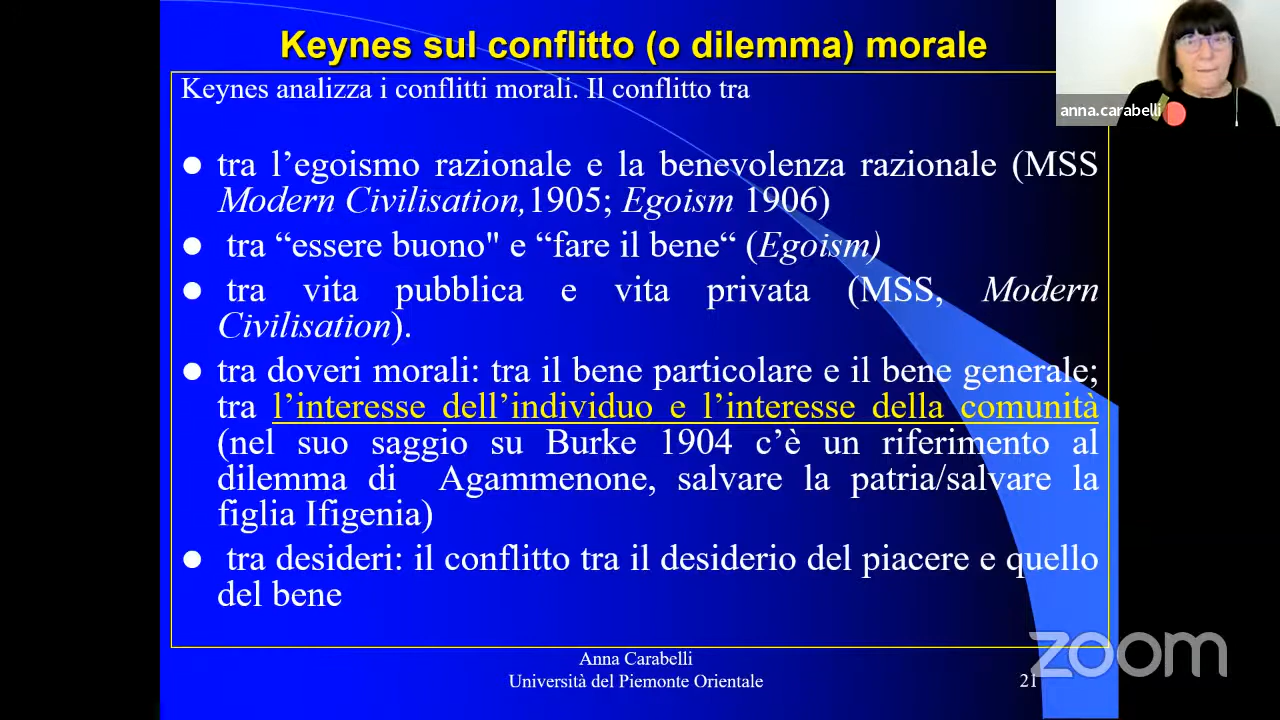 Keynes sul conflitto (o dilemma) morale
Keynes analizza i conflitti morali. Il conflitto tra
anna.carabelli
● tra l’egoismo razionale e la benevolenza razionale (MSS
Modern Civilisation,1905; Egoism 1906)
● tra “essere buono" e “fare il bene“ (Egoism)
● tra vita pubblica e vita privata (MSS, Modern
Civilisation).
● tra doveri morali: tra il bene particolare e il bene generale;
tra l’interesse dell’individuo e l’interesse della comunità
(nel suo saggio su Burke 1904 c’è un riferimento al
dilemma di Agammenone, salvare la patria/salvare la
figlia Ifigenia)
● tra desideri: il conflitto tra il desiderio del piacere e quello
del bene
Anna Carabelli
Università del Piemonte Orientale
21
zoom